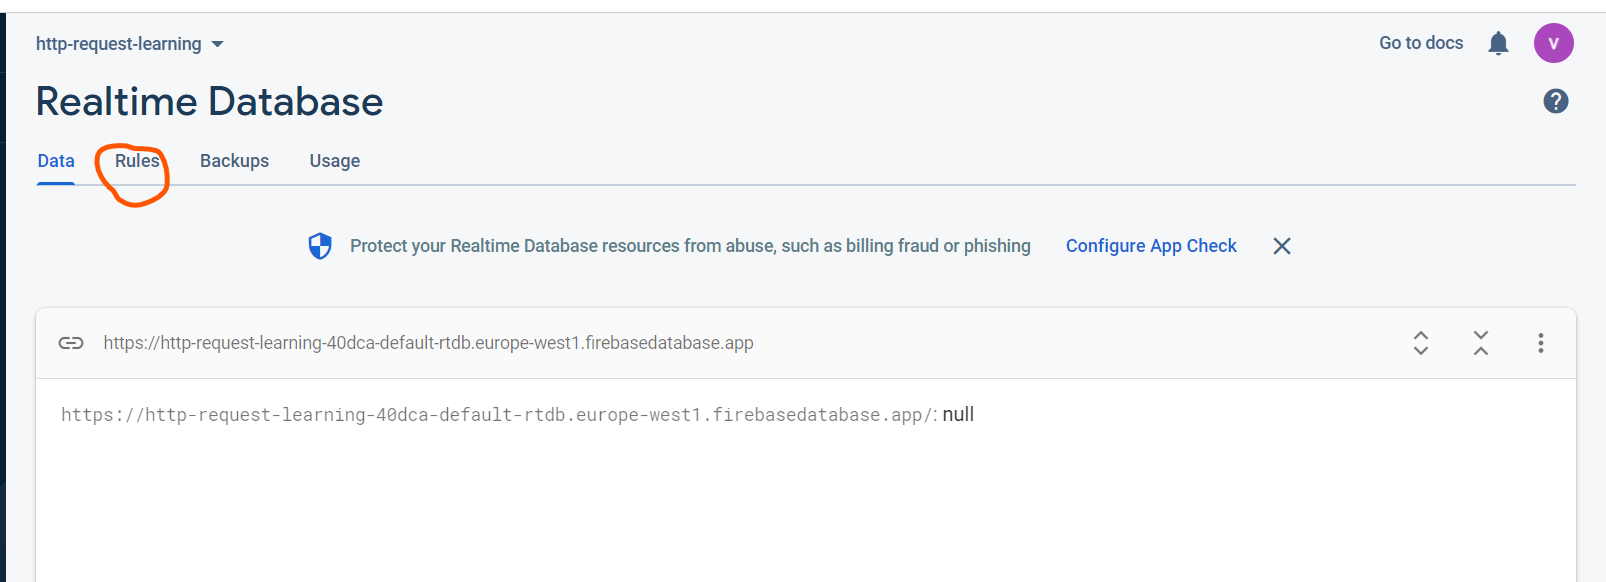 http-request-learning
Go to docs
V
Realtime Database
?
Data Rules Backups Usage
Protect your Realtime Database resources from abuse, such as billing fraud or phishing Configure App Check
https://http-request-learning-40dca-default-rtdb.europe-west1.firebasedatabase.app
https://http-request-learning-40dca-default-rtdb.europe-west1.firebasedatabase.app/: null